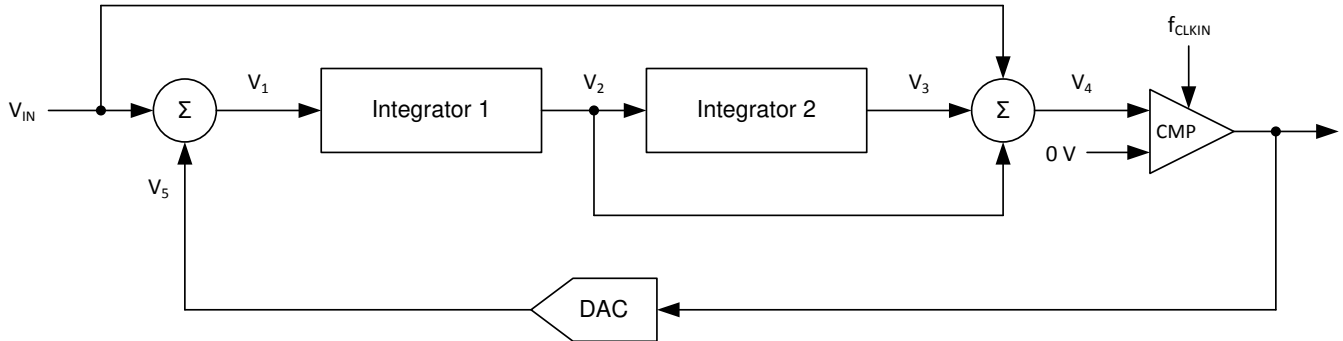 f_CLKIN
V_IN
Σ
V_1
Integrator 1
V_2
Integrator 2
V_3
Σ
V_4
CMP
0 V
V_5
DAC